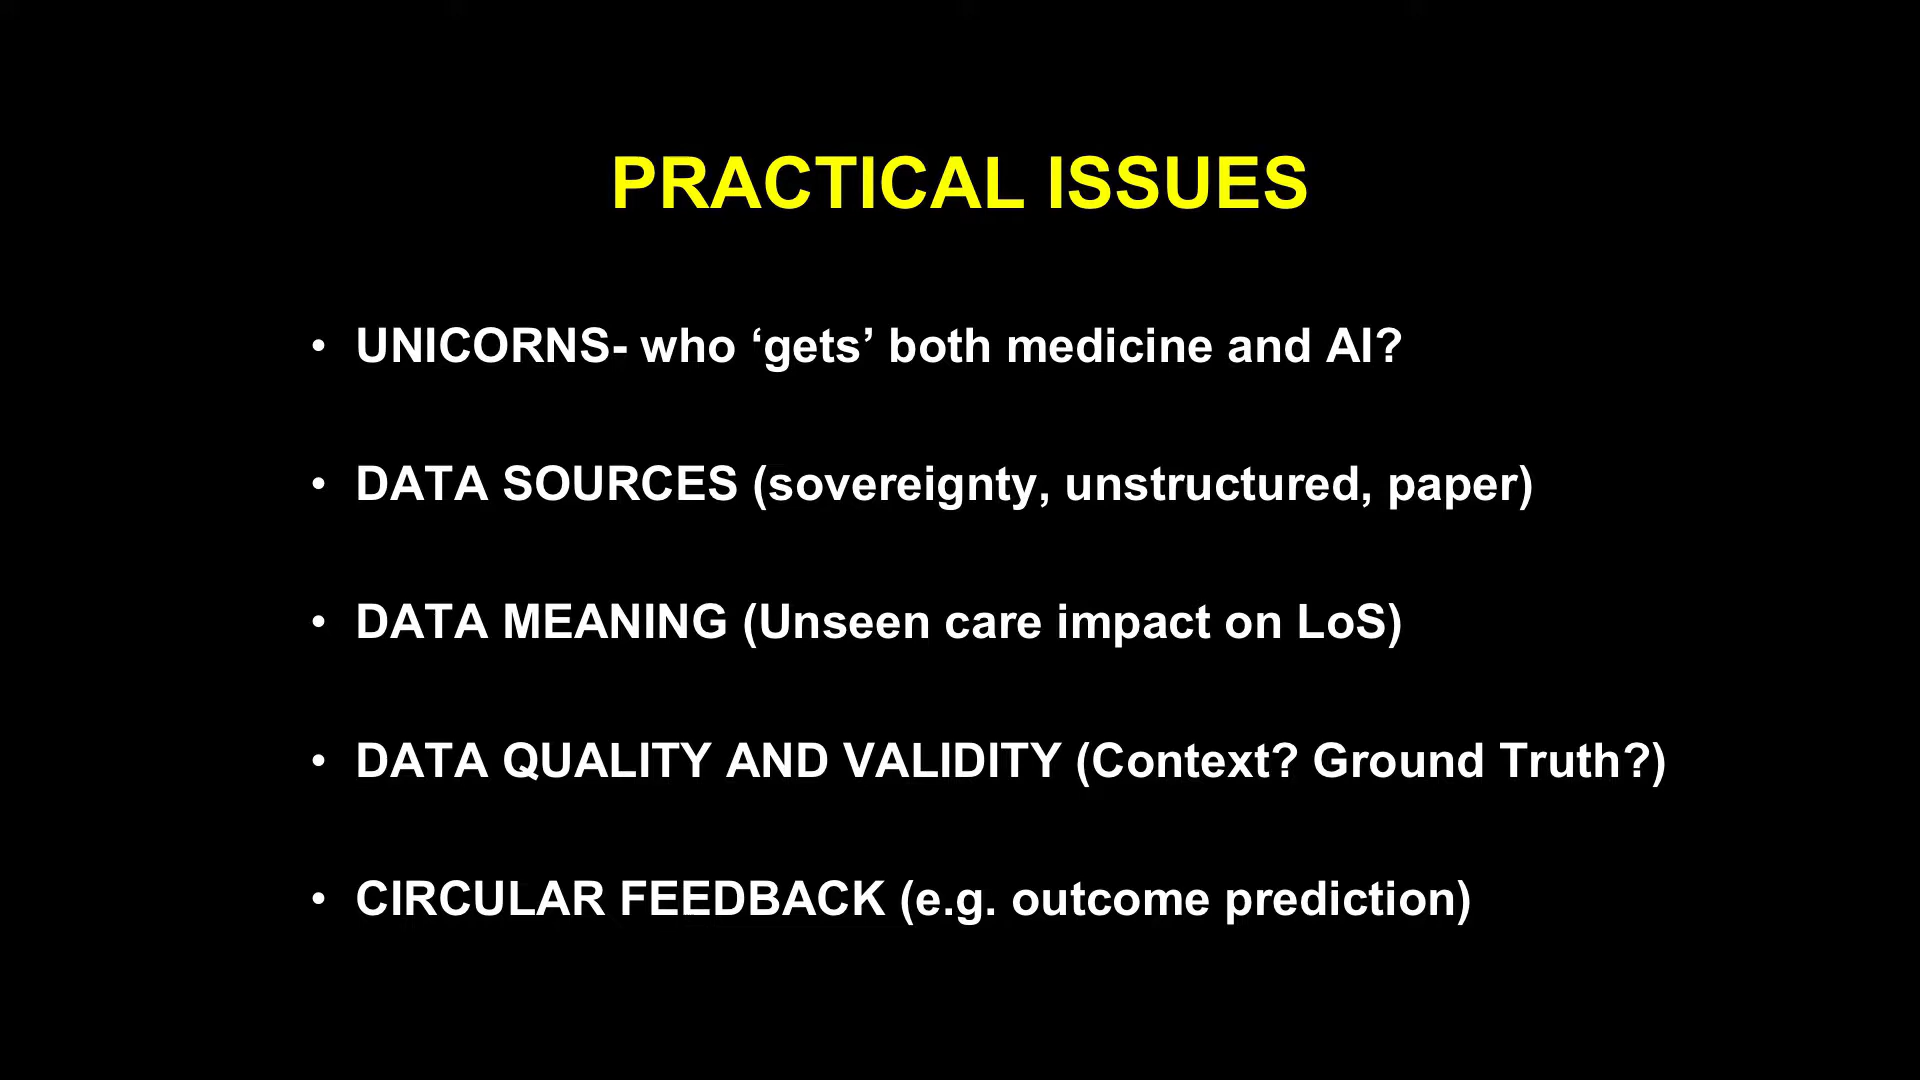 PRACTICAL ISSUES
• UNICORNS- who ‘gets’ both medicine and AI?
• DATA SOURCES (sovereignty, unstructured, paper)
• DATA MEANING (Unseen care impact on LoS)
• DATA QUALITY AND VALIDITY (Context? Ground Truth?)
• CIRCULAR FEEDBACK (e.g. outcome prediction)